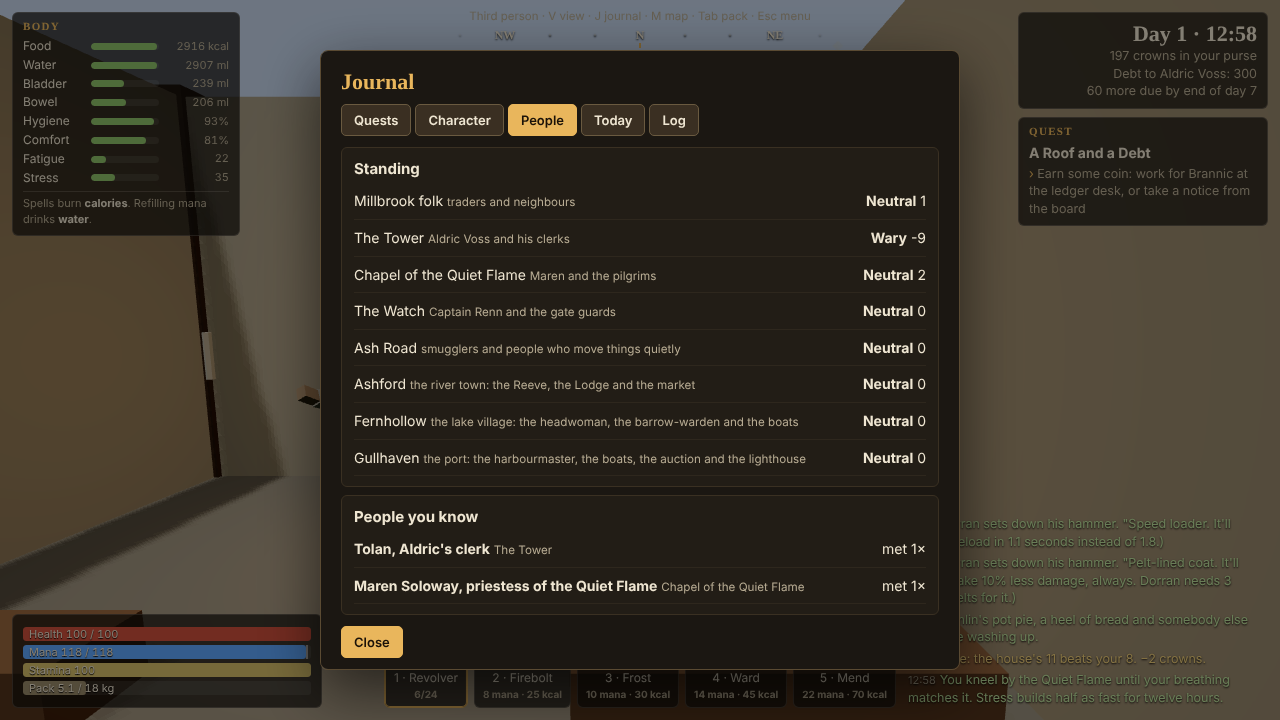 Third person · V view · J journal · M map · Tab pack · Esc menu
NW
N
NE
BODY
Food 2916 kcal
Water 2907 ml
Bladder 239 ml
Bowel 206 ml
Hygiene 93%
Comfort 81%
Fatigue 22
Stress 35
Spells burn calories. Refilling mana
drinks water.
Day 1 · 12:58
197 crowns in your purse
Debt to Aldric Voss: 300
60 more due by end of day 7
QUEST
A Roof and a Debt
› Earn some coin: work for Brannic at
the ledger desk, or take a notice from
the board
Journal
Quests
Character
People
Today
Log
Standing
Millbrook folk traders and neighbours Neutral 1
The Tower Aldric Voss and his clerks Wary -9
Chapel of the Quiet Flame Maren and the pilgrims Neutral 2
The Watch Captain Renn and the gate guards Neutral 0
Ash Road smugglers and people who move things quietly Neutral 0
Ashford the river town: the Reeve, the Lodge and the market Neutral 0
Fernhollow the lake village: the headwoman, the barrow-warden and the boats Neutral 0
Gullhaven the port: the harbourmaster, the boats, the auction and the lighthouse Neutral 0
People you know
Tolan, Aldric's clerk The Tower met 1×
Maren Soloway, priestess of the Quiet Flame Chapel of the Quiet Flame met 1×
Close
sets down his hammer. "Speed loader. It'll
in 1.1 seconds instead of 1.8.)
sets down his hammer. "Pelt-lined coat. It'll
10% less damage, always. Dorran needs 3
for it.)
pot pie, a heel of bread and somebody else
washing up.
the house's 11 beats your 8. −2 crowns.
12:58 You kneel by the Quiet Flame until your breathing
matches it. Stress builds half as fast for twelve hours.
Health 100 / 100
Mana 118 / 118
Stamina 100
Pack 5.1 / 18 kg
1 · Revolver
6/24
2 · Firebolt
8 mana · 25 kcal
3 · Frost
10 mana · 30 kcal
4 · Ward
14 mana · 45 kcal
5 · Mend
22 mana · 70 kcal